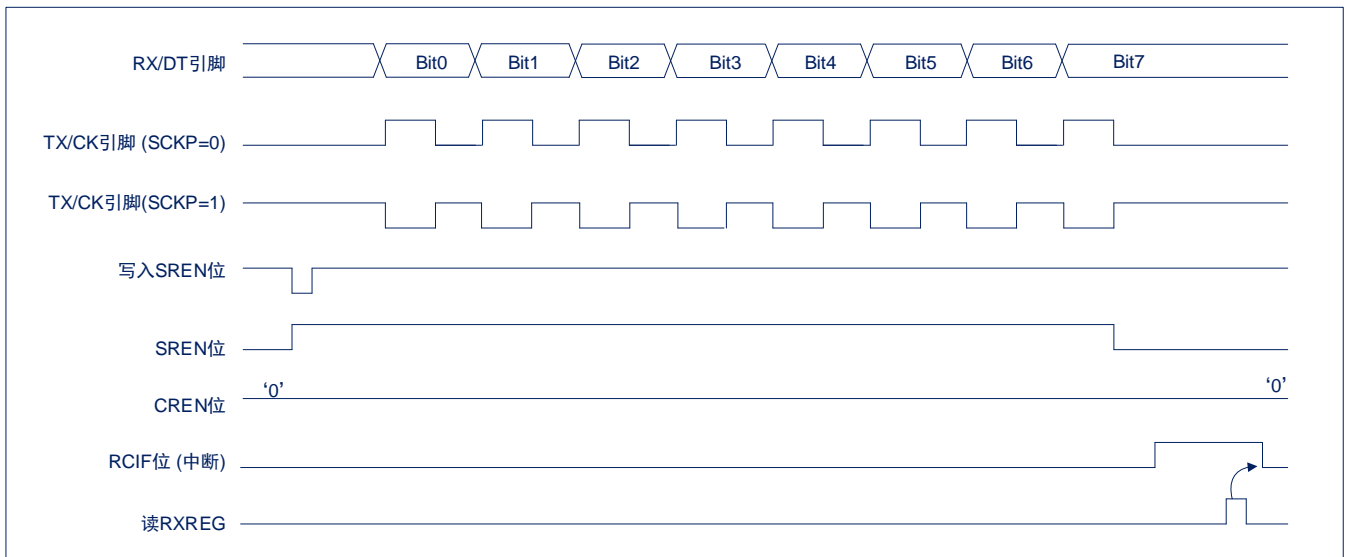 RX/DT引脚 Bit0 Bit1 Bit2 Bit3 Bit4 Bit5 Bit6 Bit7
TX/CK引脚 (SCKP=0)
TX/CK引脚(SCKP=1)
写入SREN位
SREN位
CREN位 ‘0’ ‘0’
RCIF位 (中断)
读RXREG